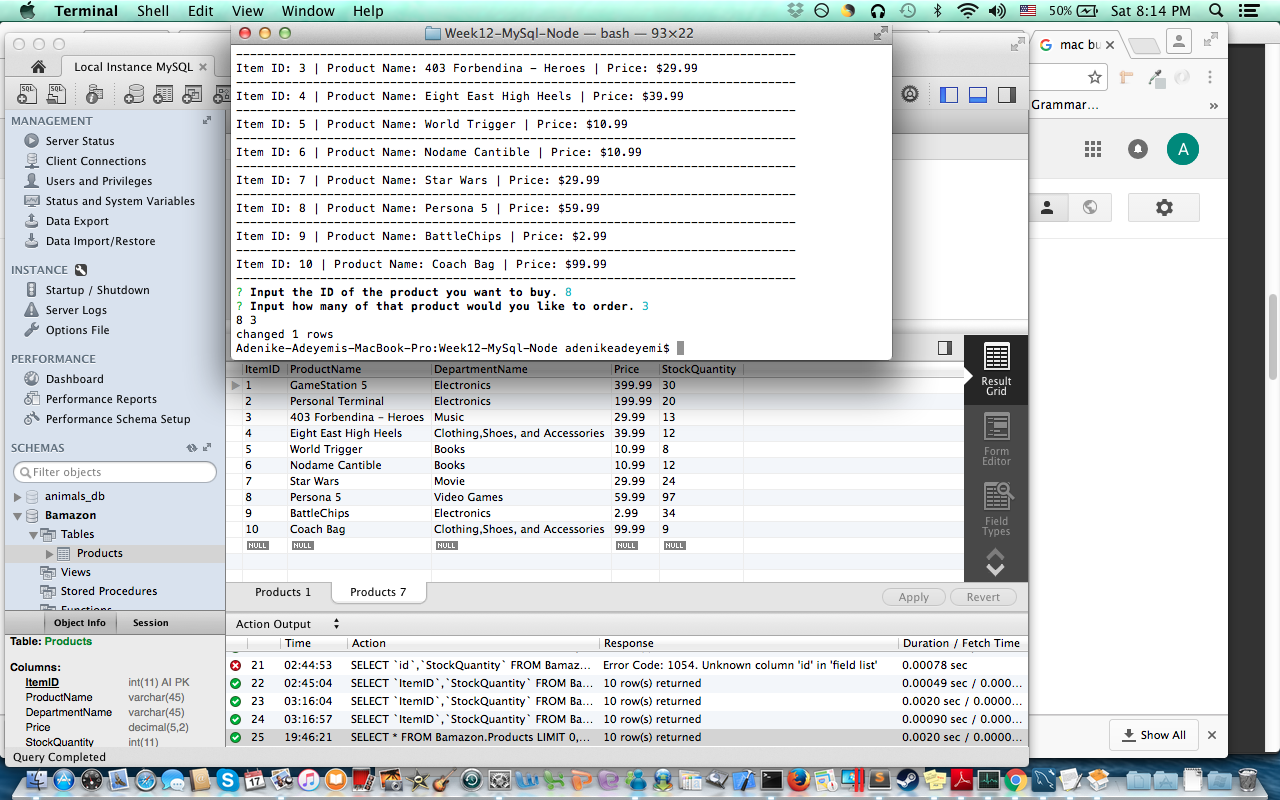 Terminal Shell Edit View Window Help 50% Sat 8:14 PM
Week12-MySql-Node — bash — 93×22
Item ID: 3 | Product Name: 403 Forbendina - Heroes | Price: $29.99
Item ID: 4 | Product Name: Eight East High Heels | Price: $39.99
Item ID: 5 | Product Name: World Trigger | Price: $10.99
Item ID: 6 | Product Name: Nodame Cantible | Price: $10.99
Item ID: 7 | Product Name: Star Wars | Price: $29.99
Item ID: 8 | Product Name: Persona 5 | Price: $59.99
Item ID: 9 | Product Name: BattleChips | Price: $2.99
Item ID: 10 | Product Name: Coach Bag | Price: $99.99
? Input the ID of the product you want to buy. 8
? Input how many of that product would you like to order. 3
8 3
changed 1 rows
Adenike-Adeyemis-MacBook-Pro:Week12-MySql-Node adenikeadeyemi$
Local Instance MySQL
MANAGEMENT
Server Status
Client Connections
Users and Privileges
Status and System Variables
Data Export
Data Import/Restore
INSTANCE
Startup / Shutdown
Server Logs
Options File
PERFORMANCE
Dashboard
Performance Reports
Performance Schema Setup
SCHEMAS
Filter objects
animals_db
Bamazon
Tables
Products
Views
Stored Procedures
Functions
Object Info Session
Table: Products
Columns:
ItemID int(11) AI PK
ProductName varchar(45)
DepartmentName varchar(45)
Price decimal(5,2)
StockQuantity int(11)
Query Completed
ItemID ProductName DepartmentName Price StockQuantity
1 GameStation 5 Electronics 399.99 30
2 Personal Terminal Electronics 199.99 20
3 403 Forbendina - Heroes Music 29.99 13
4 Eight East High Heels Clothing,Shoes, and Accessories 39.99 12
5 World Trigger Books 10.99 8
6 Nodame Cantible Books 10.99 12
7 Star Wars Movie 29.99 24
8 Persona 5 Video Games 59.99 97
9 BattleChips Electronics 2.99 34
10 Coach Bag Clothing,Shoes, and Accessories 99.99 9
NULL NULL NULL NULL NULL
Result Grid
Form Editor
Field Types
Products 1 Products 7 Apply Revert
Action Output
Time Action Response Duration / Fetch Time
21 02:44:53 SELECT `id`,`StockQuantity` FROM Bamaz... Error Code: 1054. Unknown column 'id' in 'field list' 0.00078 sec
22 02:45:04 SELECT `ItemID`,`StockQuantity` FROM Ba... 10 row(s) returned 0.00049 sec / 0.000...
23 03:16:04 SELECT `ItemID`,`StockQuantity` FROM Ba... 10 row(s) returned 0.0020 sec / 0.0000...
24 03:16:57 SELECT `ItemID`,`StockQuantity` FROM Ba... 10 row(s) returned 0.00090 sec / 0.000...
25 19:46:21 SELECT * FROM Bamazon.Products LIMIT 0,... 10 row(s) returned 0.0020 sec / 0.0000...
mac bu
Grammar... »
A
Show All
17